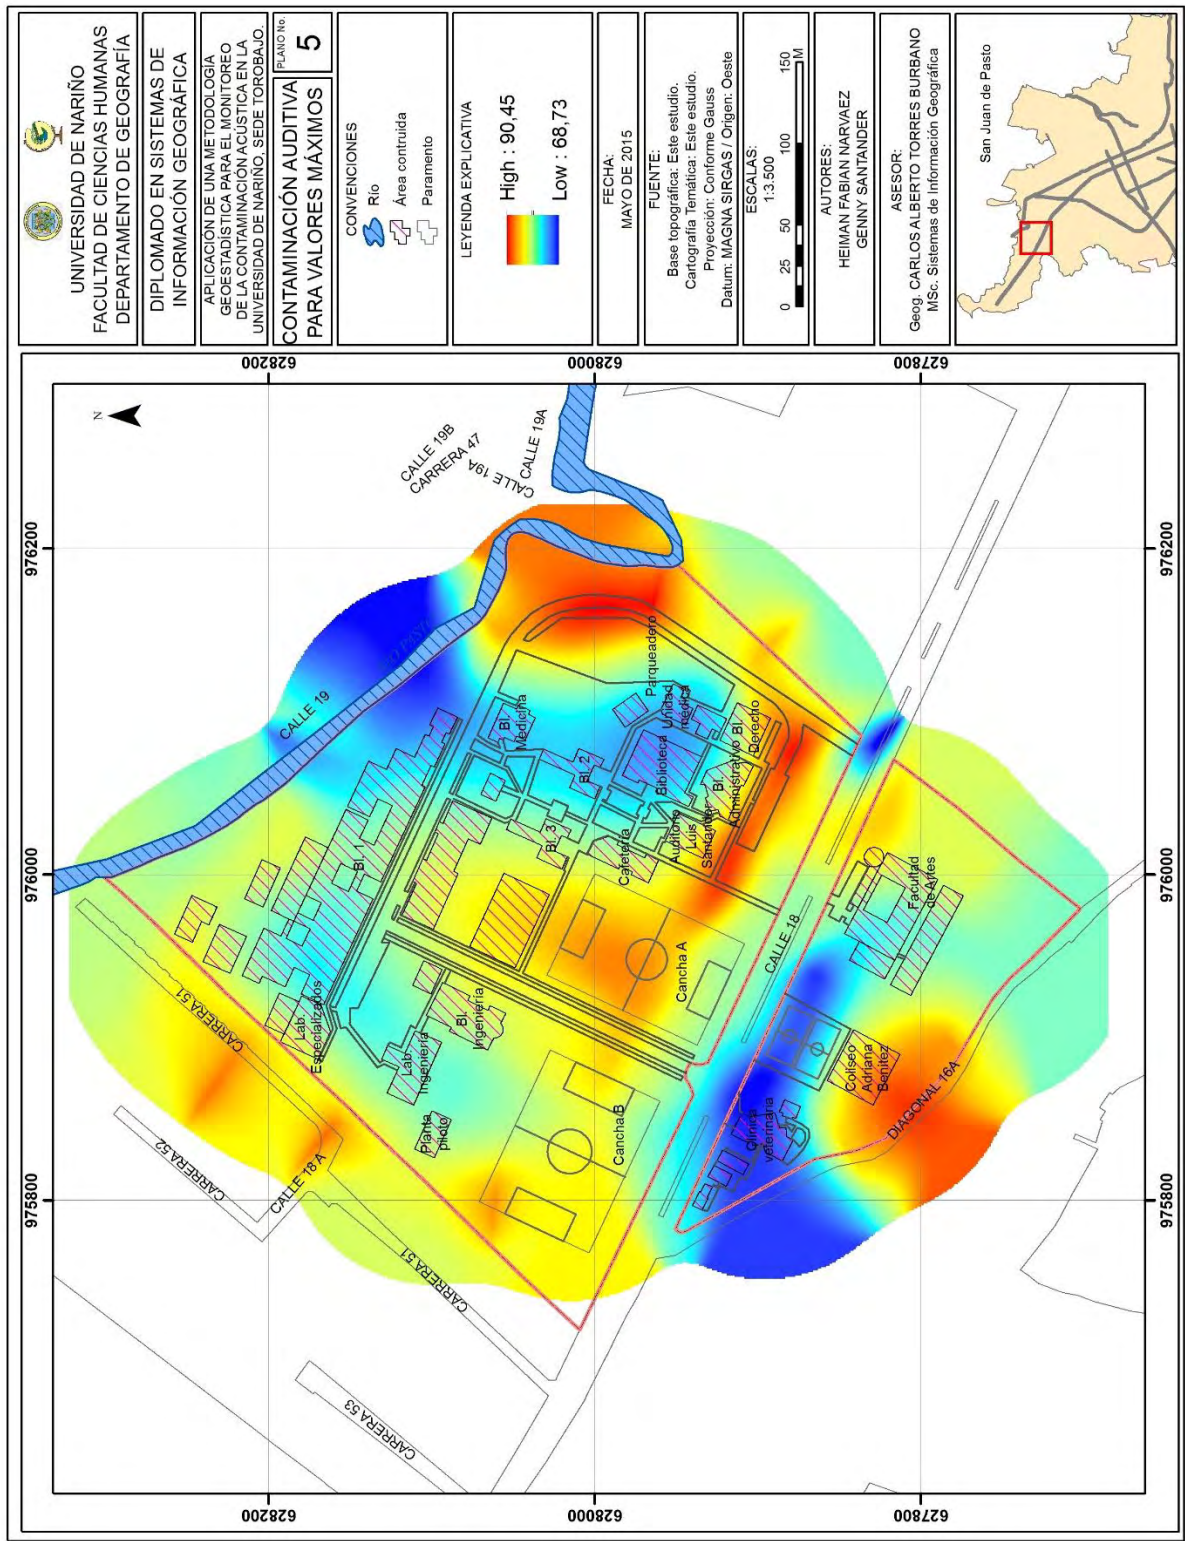 UNIVERSIDAD DE NARIÑO
FACULTAD DE CIENCIAS HUMANAS
DEPARTAMENTO DE GEOGRAFÍA
DIPLOMADO EN SISTEMAS DE
INFORMACIÓN GEOGRÁFICA
APLICACIÓN DE UNA METODOLOGÍA
GEOESTADÍSTICA PARA EL MONITOREO
DE LA CONTAMINACIÓN ACÚSTICA EN LA
UNIVERSIDAD DE NARIÑO, SEDE TOROBAJO.
CONTAMINACIÓN AUDITIVA
PARA VALORES MÁXIMOS
PLANO No.
5
CONVENCIONES
Río
Área contruida
Paramento
LEYENDA EXPLICATIVA
High : 90,45
Low : 68,73
FECHA:
MAYO DE 2015
FUENTE:
Base topográfica: Este estudio.
Cartografía Temática: Este estudio.
Proyección: Conforme Gauss
Datum: MAGNA SIRGAS / Origen: Oeste
ESCALAS:
1:3.500
0 25 50 100 150
M
AUTORES:
HEIMAN FABIAN NARVAEZ
GENNY SANTANDER
ASESOR:
Geog. CARLOS ALBERTO TORRES BURBANO
MSc. Sistemas de Información Geográfica
San Juan de Pasto
975800
976000
976200
628200
628000
627800
N
CALLE 19B
CARRERA 47
CALLE 19A
CALLE 19A
CALLE 19
RIO PASTO
CARRERA 51
CARRERA 52
CALLE 18 A
CARRERA 51
CARRERA 53
Lab.
Especializados
Bl. 1
Bl.
Medicina
Bl. 2
Bl. 3
Lab.
Ingeniería
Bl.
Ingeniería
Planta
piloto
Parqueadero
Unidad
médica
Biblioteca
Cafetería
Auditorio
Luis
Santander
Bl.
Administrativo
Bl.
Derecho
Cancha A
Cancha B
CALLE 18
Facultad
de Artes
Coliseo
Adriana
Benitez
Clínica
veterinaria
DIAGONAL 16A
975800
976000
976200
628200
628000
627800